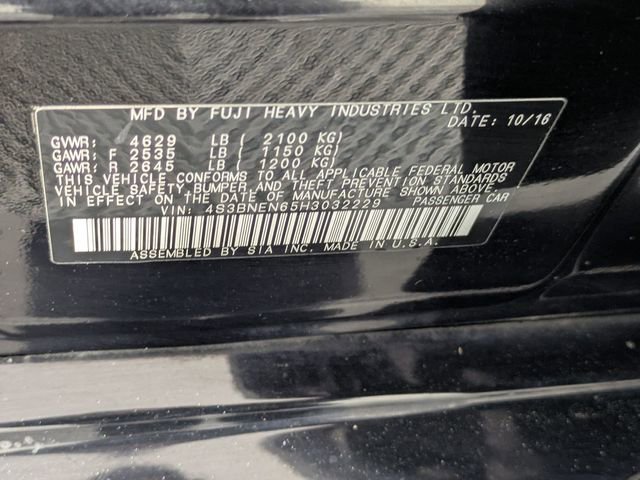 MFD BY FUJI HEAVY INDUSTRIES LTD.
DATE: 10/16
GVWR: 4629 LB ( 2100 KG)
GAWR: F 2535 LB ( 1150 KG)
GAWR: R 2645 LB ( 1200 KG)
THIS VEHICLE CONFORMS TO ALL APPLICABLE FEDERAL MOTOR
VEHICLE SAFETY, BUMPER, AND THEFT PREVENTION STANDARDS
IN EFFECT ON THE DATE OF MANUFACTURE SHOWN ABOVE.
VIN: 4S3BNEN65H3032229 PASSENGER CAR
ASSEMBLED BY SIA INC. MADE IN U.S.A.